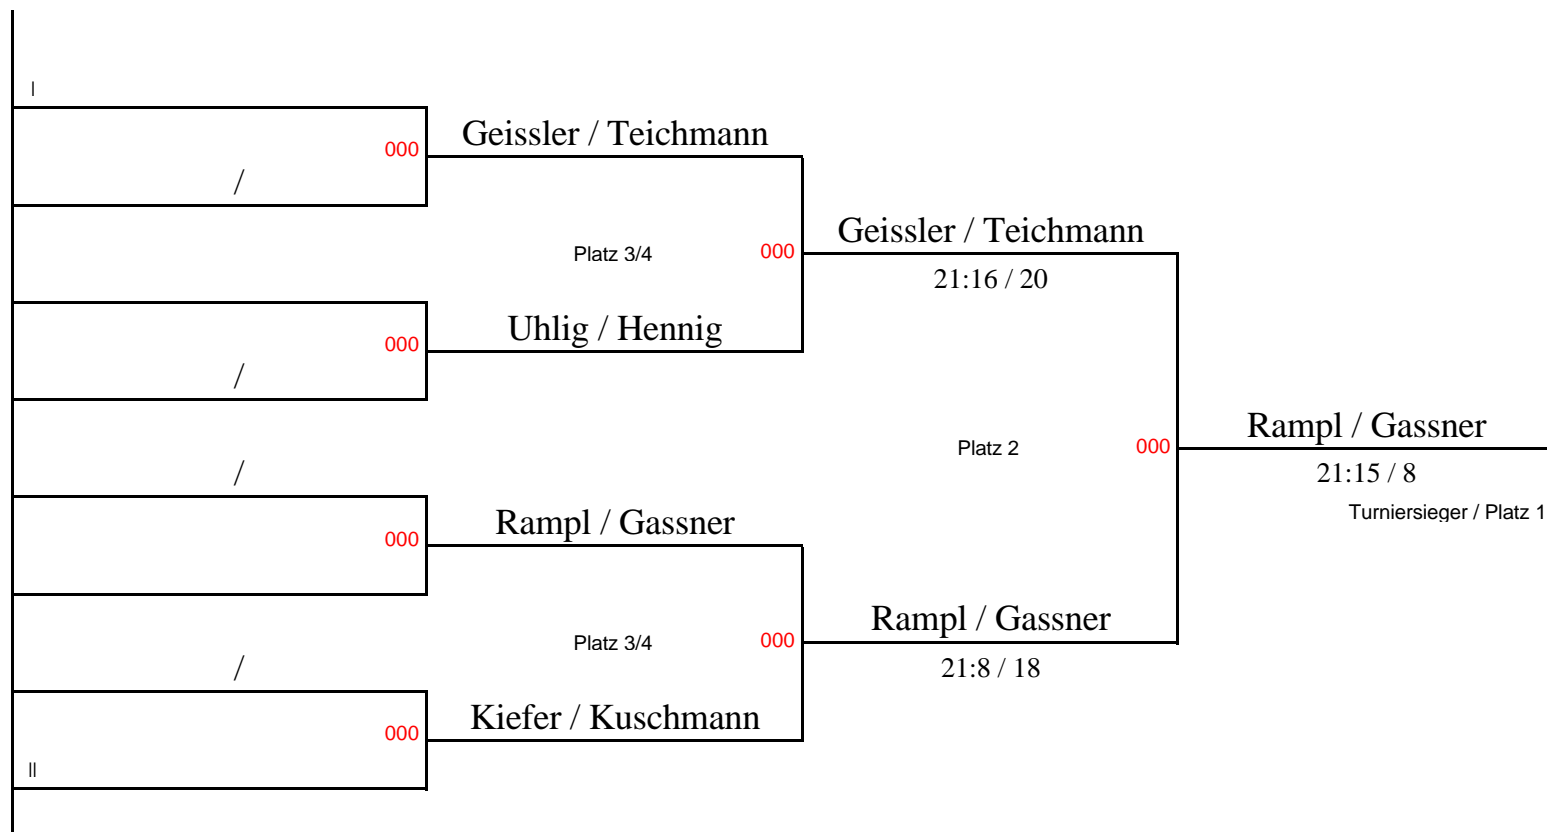 I
000
Geissler / Teichmann
/
Platz 3/4
000
Geissler / Teichmann
21:16 / 20
000
Uhlig / Hennig
/
Platz 2
000
Rampl / Gassner
21:15 / 8
Turniersieger / Platz 1
/
000
Rampl / Gassner
Platz 3/4
000
Rampl / Gassner
21:8 / 18
/
000
Kiefer / Kuschmann
II